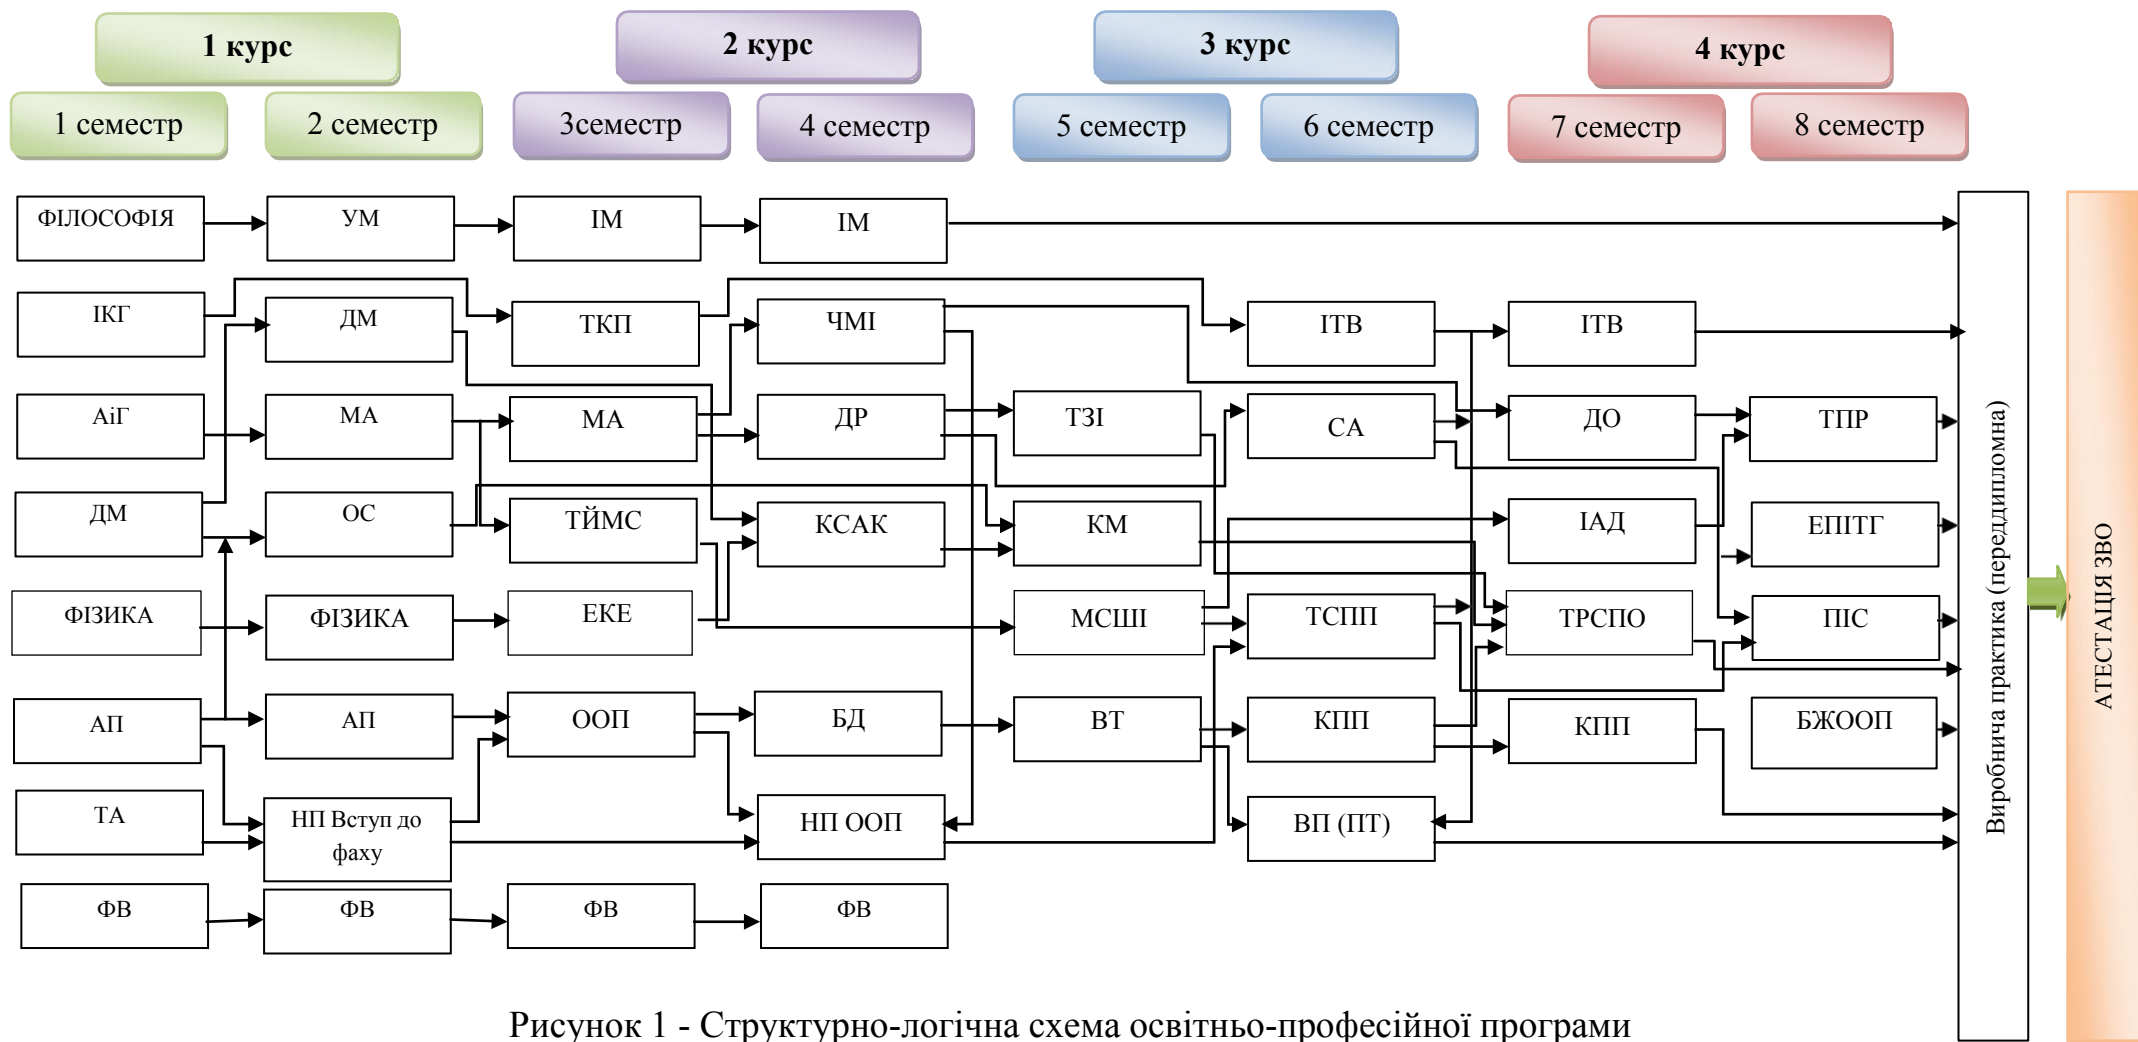 1 курс
2 курс
3 курс
4 курс
1 семестр
2 семестр
3семестр
4 семестр
5 семестр
6 семестр
7 семестр
8 семестр
ФІЛОСОФІЯ
УМ
ІМ
ІМ
ІКГ
ДМ
ТКП
ЧМІ
ІТВ
ІТВ
АіГ
МА
МА
ДР
ТЗІ
СА
ДО
ТПР
ДМ
ОС
ТЙМС
КСАК
КМ
ІАД
ЕПІТГ
ФІЗИКА
ФІЗИКА
ЕКЕ
МСШІ
ТСПП
ТРСПО
ПІС
АП
АП
ООП
БД
ВТ
КПП
КПП
БЖООП
ТА
НП Вступ до
фаху
НП ООП
ВП (ПТ)
ФВ
ФВ
ФВ
ФВ
Виробнича практика (переддипломна)
АТЕСТАЦІЯ ЗВО
Рисунок 1 - Структурно-логічна схема освітньо-професійної програми